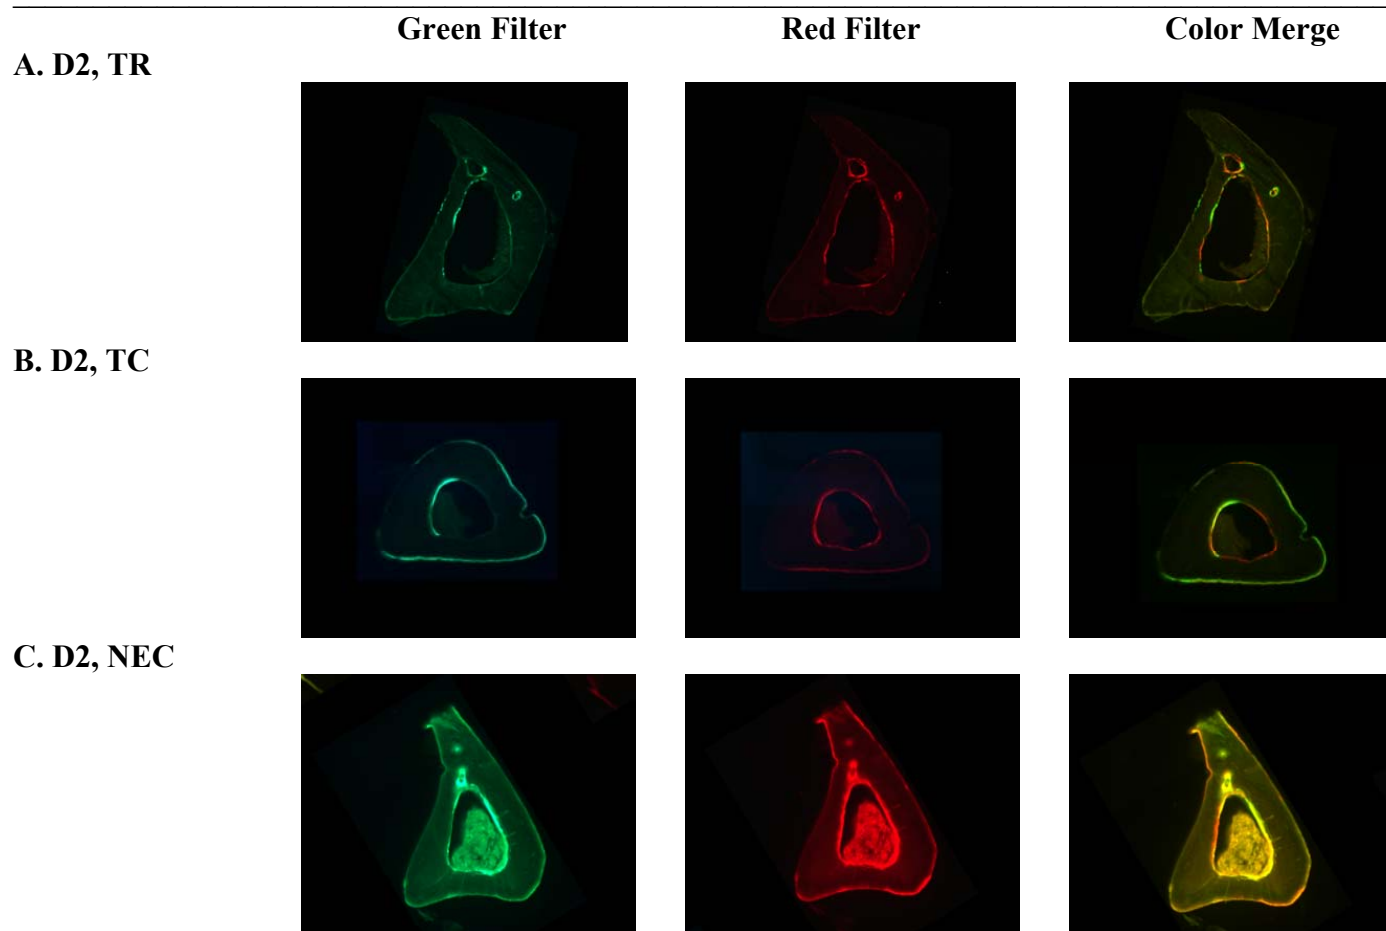 Green Filter Red Filter Color Merge
A. D2, TR
B. D2, TC
C. D2, NEC